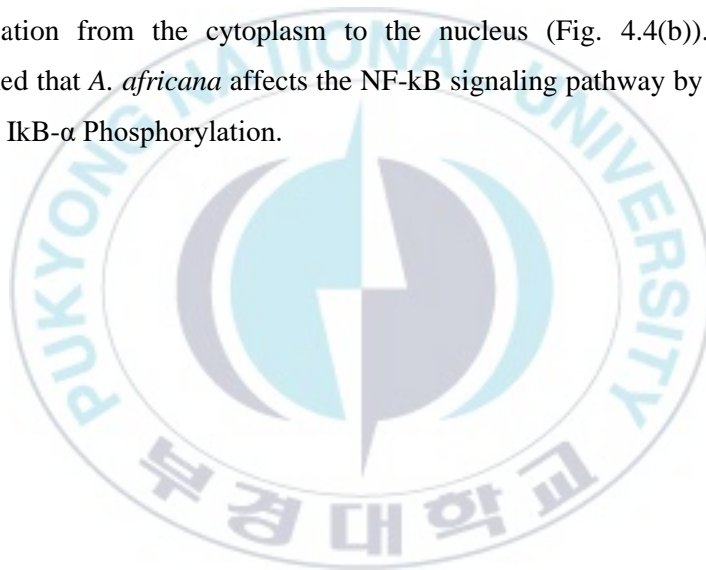 ation from the cytoplasm to the nucleus (Fig. 4.4(b)).
ed that A. africana affects the NF-kB signaling pathway by
IkB-α Phosphorylation.
PUKYONG NATIONAL UNIVERSITY
부경대학교